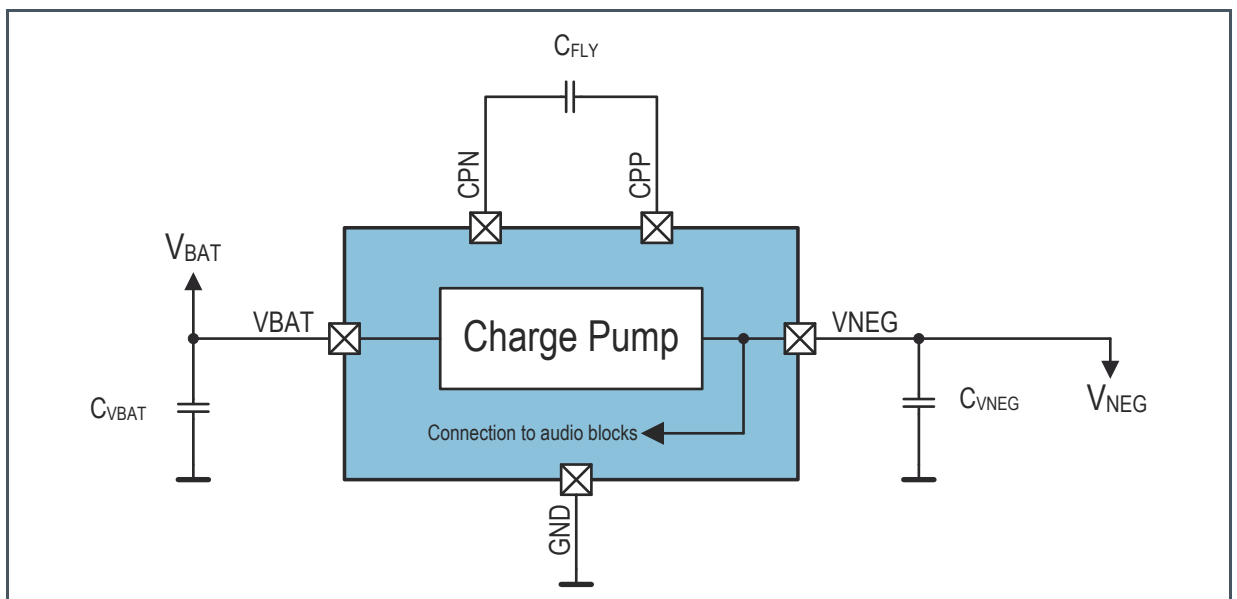 CFLY
CPN
CPP
VBAT
VBAT
VNEG
Charge Pump
CVBAT
CVNEG
VNEG
Connection to audio blocks
GND